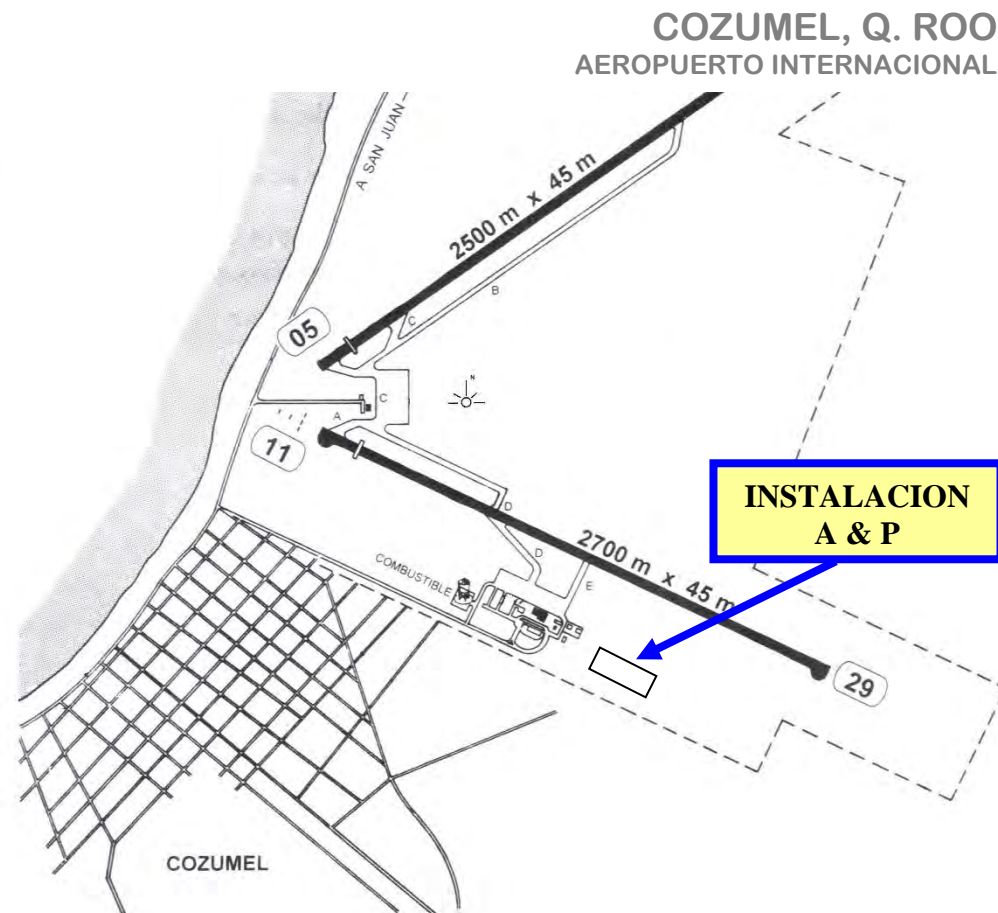 COZUMEL, Q. ROO
AEROPUERTO INTERNACIONAL
A SAN JUAN
2500 m x 45 m
B
C
05
N
C
A
11
D
INSTALACION
A & P
D
2700 m x 45 m
COMBUSTIBLE
E
29
COZUMEL